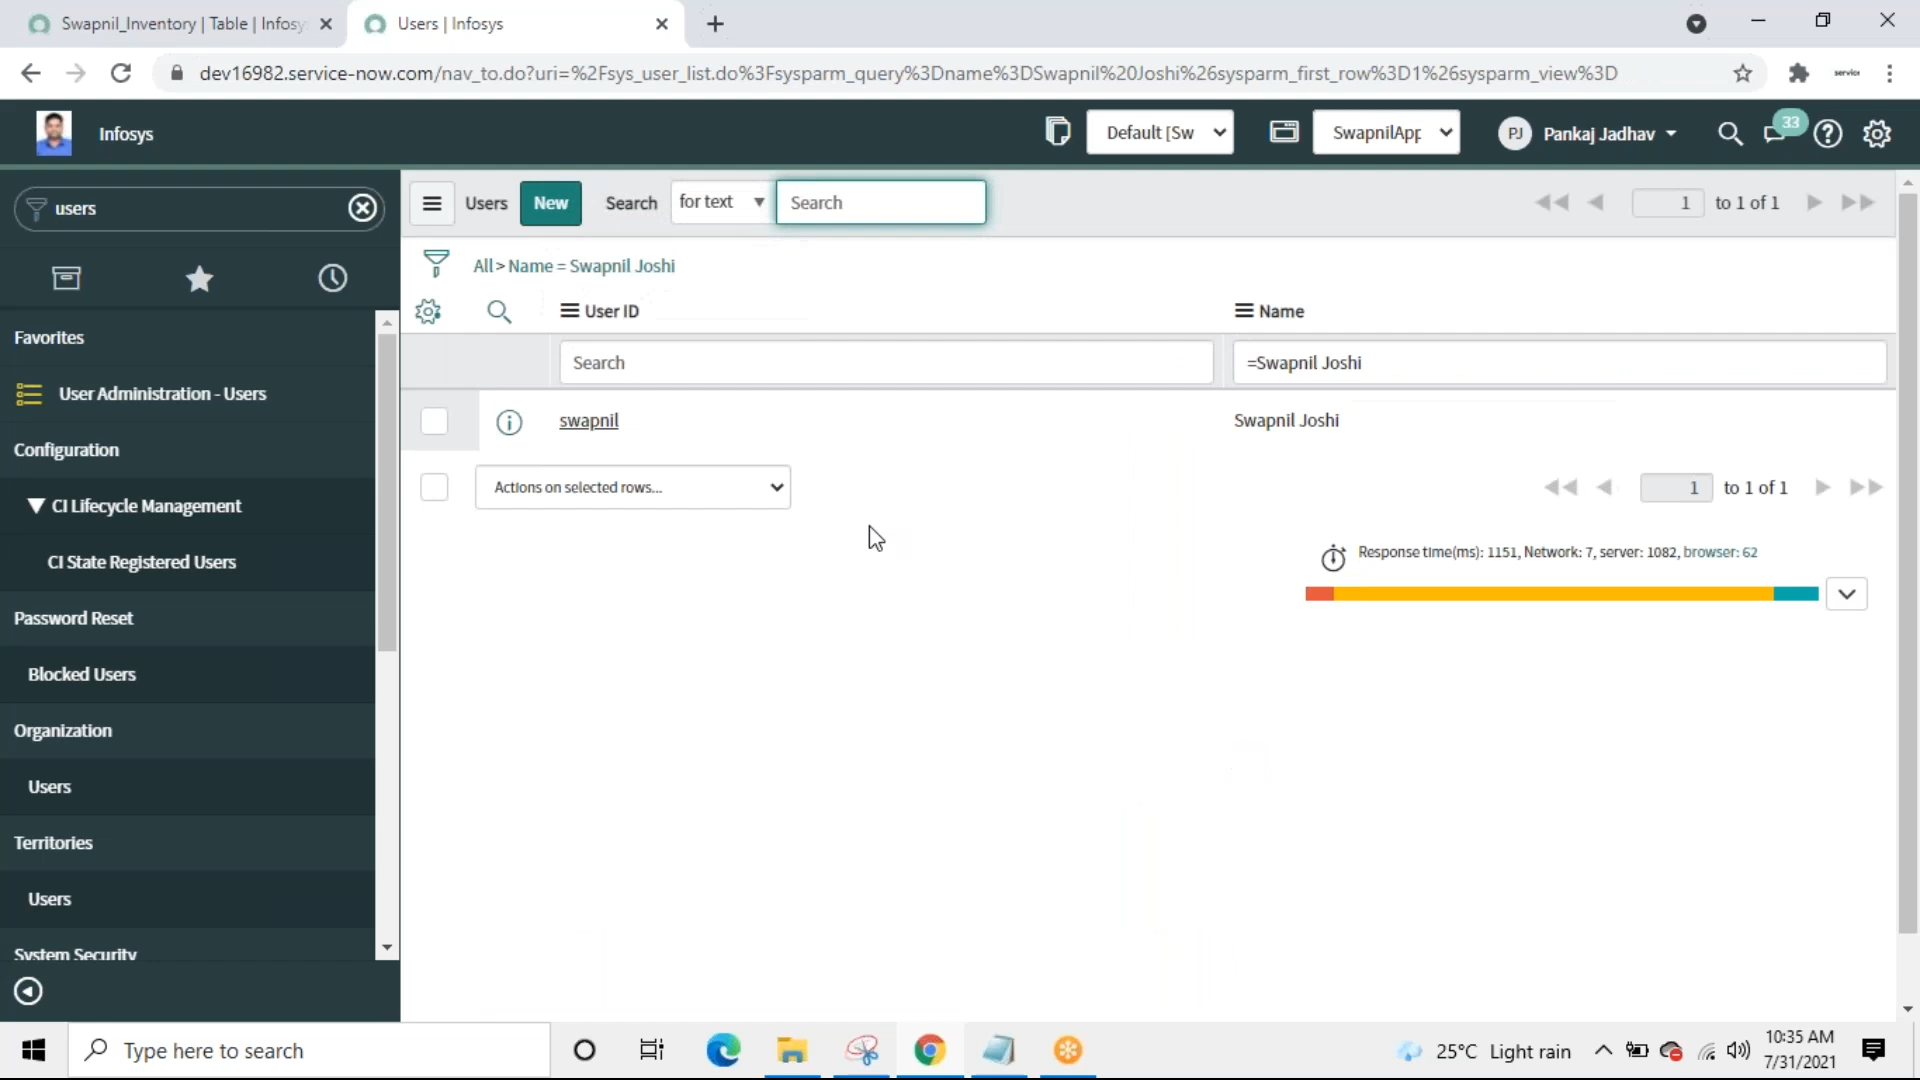 Swapnil_Inventory | Table | Infosy
Users | Infosys
dev16982.service-now.com/nav_to.do?uri=%2Fsys_user_list.do%3Fsysparm_query%3Dname%3DSwapnil%20Joshi%26sysparm_first_row%3D1%26sysparm_view%3D
service
Infosys
Default [Sw
SwapnilApp
PJ
Pankaj Jadhav
33
users
Users
New
Search
for text
Search
1
to 1 of 1
All > Name = Swapnil Joshi
User ID
Name
Search
=Swapnil Joshi
swapnil
Swapnil Joshi
Actions on selected rows...
1
to 1 of 1
Response time(ms): 1151, Network: 7, server: 1082, browser: 62
Favorites
User Administration - Users
Configuration
CI Lifecycle Management
CI State Registered Users
Password Reset
Blocked Users
Organization
Users
Territories
Users
System Security
Type here to search
25°C Light rain
10:35 AM
7/31/2021